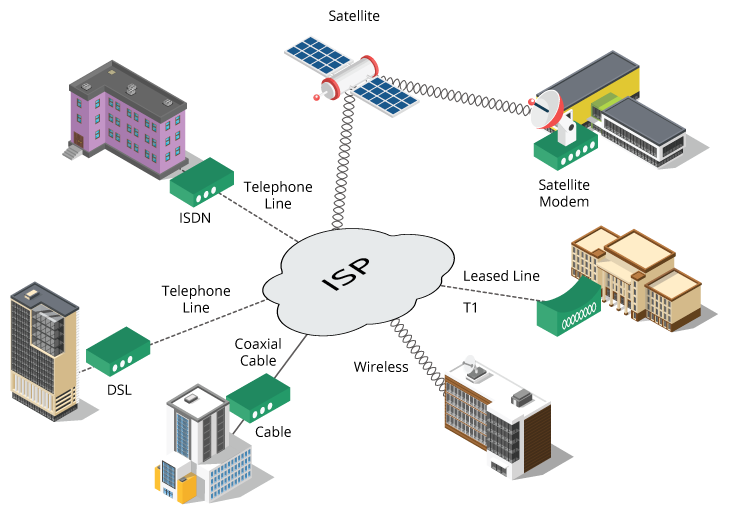 Satellite
Telephone
Line
ISDN
Satellite
Modem
ISP
Leased Line
T1
Telephone
Line
DSL
Coaxial
Cable
Cable
Wireless